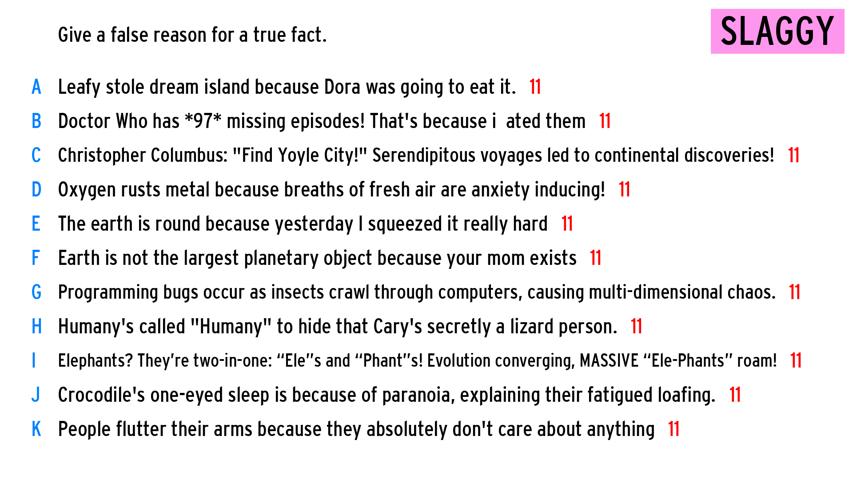 SLAGGY
Give a false reason for a true fact.
A Leafy stole dream island because Dora was going to eat it. 11
B Doctor Who has *97* missing episodes! That's because i ated them 11
C Christopher Columbus: "Find Yoyle City!" Serendipitous voyages led to continental discoveries! 11
D Oxygen rusts metal because breaths of fresh air are anxiety inducing! 11
E The earth is round because yesterday I squeezed it really hard 11
F Earth is not the largest planetary object because your mom exists 11
G Programming bugs occur as insects crawl through computers, causing multi-dimensional chaos. 11
H Humany's called "Humany" to hide that Cary's secretly a lizard person. 11
I Elephants? They’re two-in-one: “Ele”s and “Phant”s! Evolution converging, MASSIVE “Ele-Phants” roam! 11
J Crocodile's one-eyed sleep is because of paranoia, explaining their fatigued loafing. 11
K People flutter their arms because they absolutely don't care about anything 11